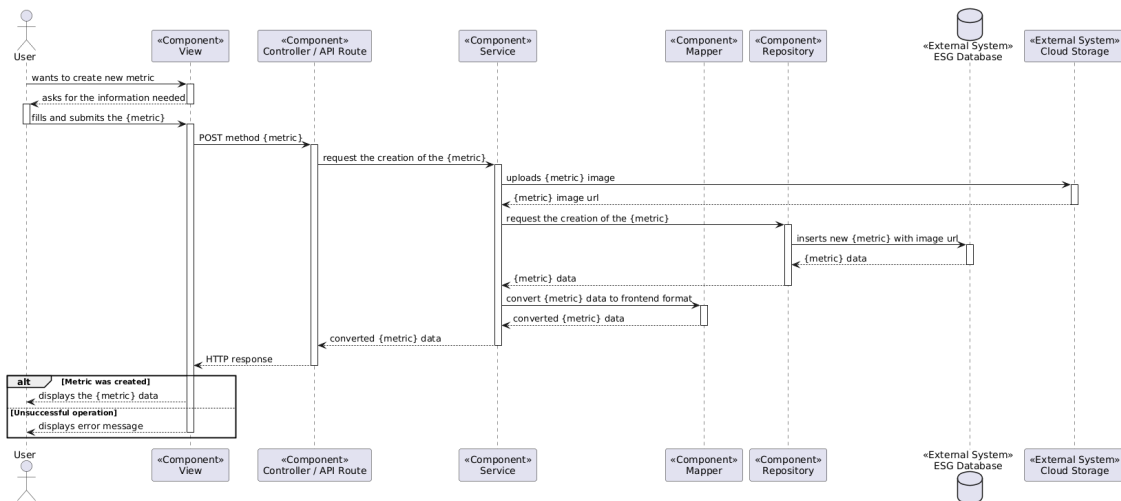 User
«Component»
View
«Component»
Controller / API Route
«Component»
Service
«Component»
Mapper
«Component»
Repository
«External System»
ESG Database
«External System»
Cloud Storage
wants to create new metric
asks for the information needed
fills and submits the {metric}
POST method {metric}
request the creation of the {metric}
uploads {metric} image
{metric} image url
request the creation of the {metric}
inserts new {metric} with image url
{metric} data
{metric} data
convert {metric} data to frontend format
converted {metric} data
converted {metric} data
HTTP response
alt [Metric was created]
displays the {metric} data
[Unsuccessful operation]
displays error message
User
«Component»
View
«Component»
Controller / API Route
«Component»
Service
«Component»
Mapper
«Component»
Repository
«External System»
ESG Database
«External System»
Cloud Storage